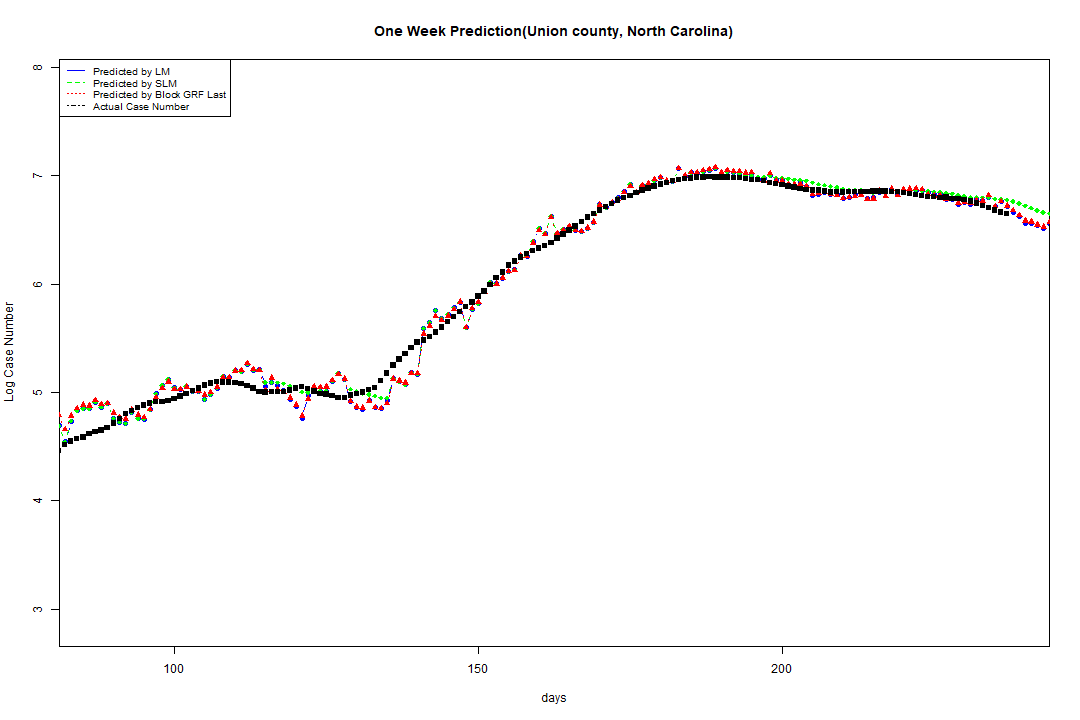 One Week Prediction(Union county, North Carolina)
Predicted by LM
Predicted by SLM
Predicted by Block GRF Last
Actual Case Number
8
7
6
5
4
3
Log Case Number
100 150 200
days